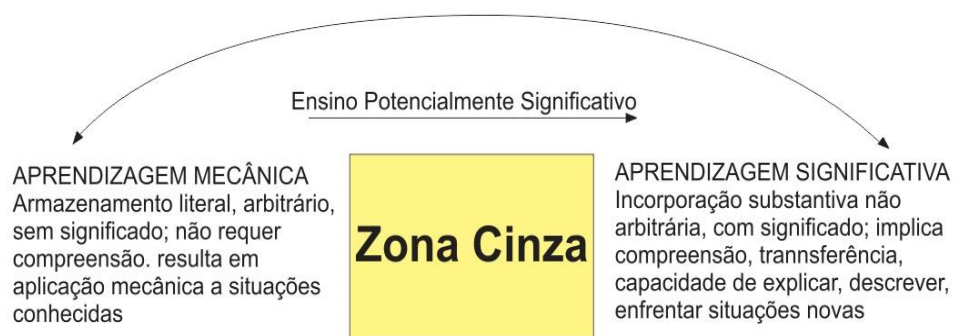 Ensino Potencialmente Significativo
APRENDIZAGEM MECÂNICA
Armazenamento literal, arbitrário,
sem significado; não requer
compreensão. resulta em
aplicação mecânica a situações
conhecidas
Zona Cinza
APRENDIZAGEM SIGNIFICATIVA
Incorporação substantiva não
arbitrária, com significado; implica
compreensão, trannsferência,
capacidade de explicar, descrever,
enfrentar situações novas